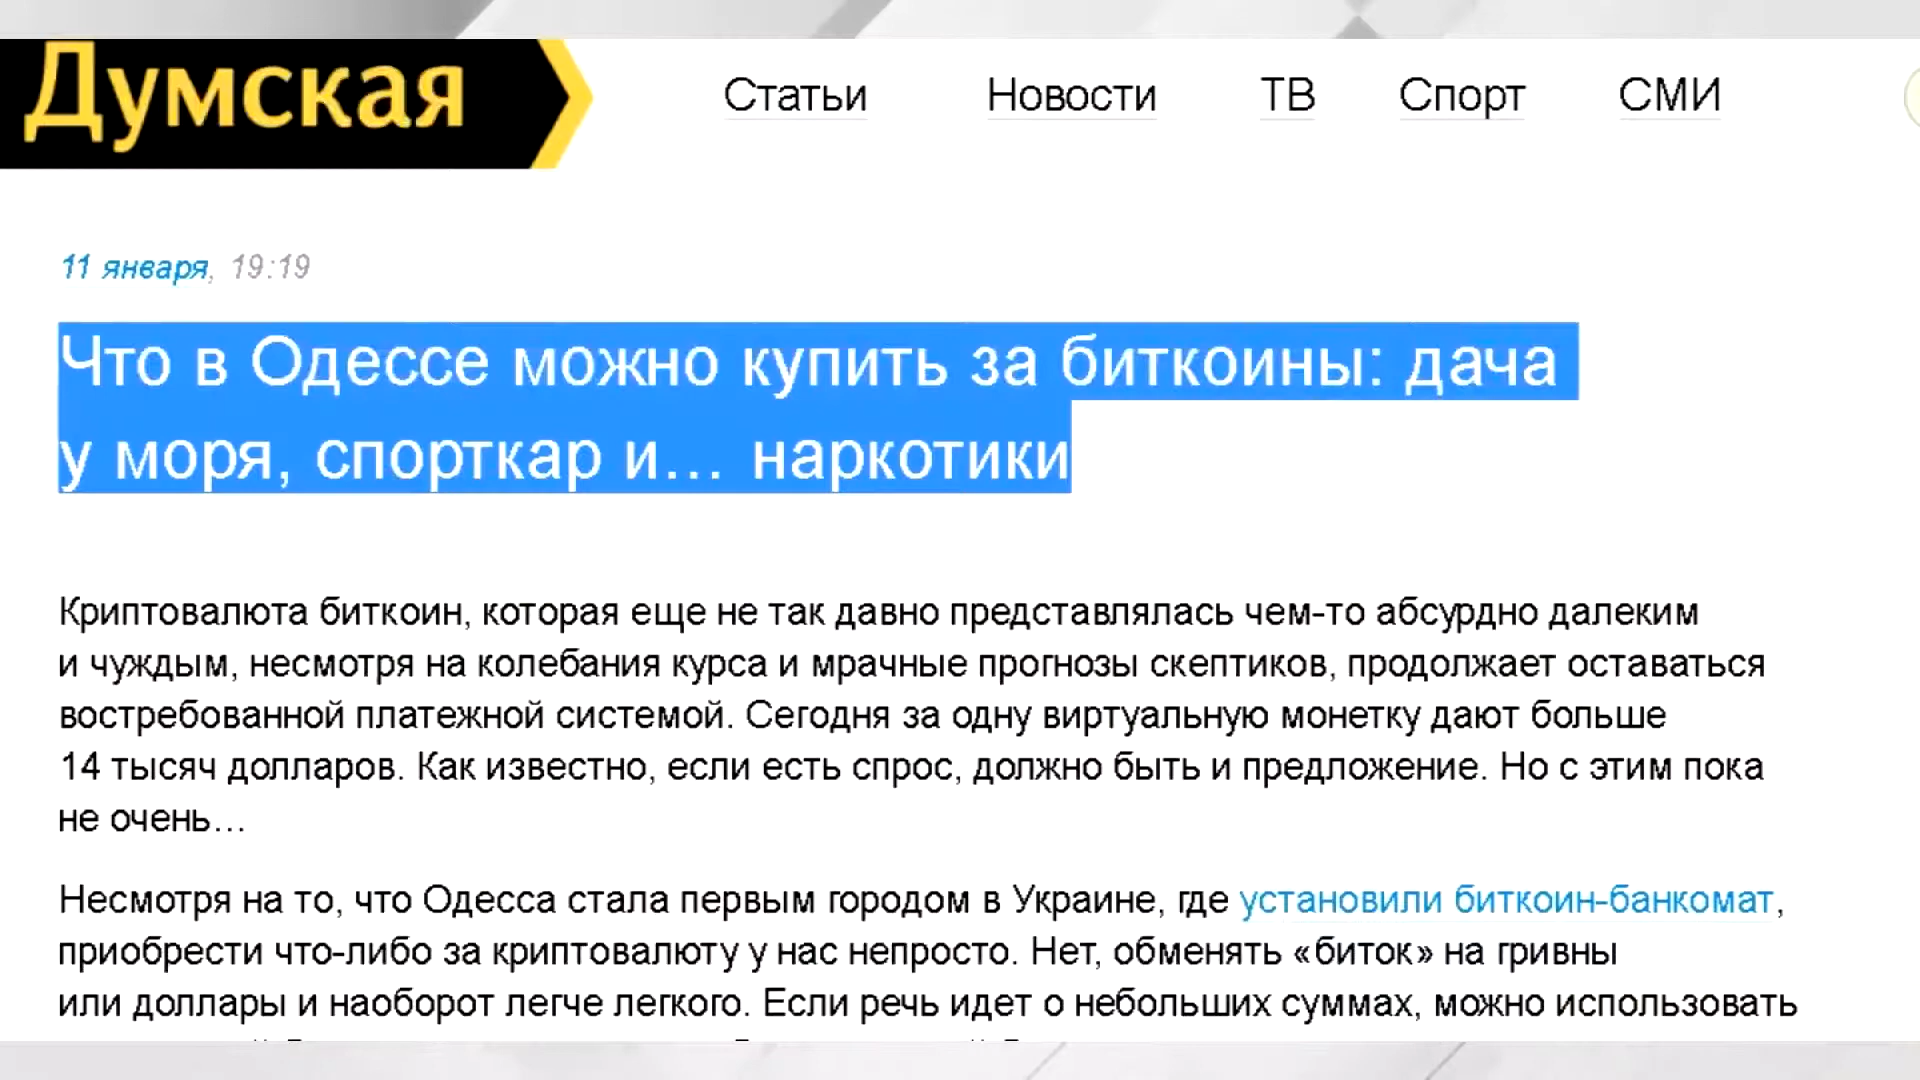 Думская
Статьи Новости ТВ Спорт СМИ
11 января, 19:19
Что в Одессе можно купить за биткоины: дача
у моря, спорткар и... наркотики
Криптовалюта биткоин, которая еще не так давно представлялась чем-то абсурдно далеким
и чуждым, несмотря на колебания курса и мрачные прогнозы скептиков, продолжает оставаться
востребованной платежной системой. Сегодня за одну виртуальную монетку дают больше
14 тысяч долларов. Как известно, если есть спрос, должно быть и предложение. Но с этим пока
не очень...
Несмотря на то, что Одесса стала первым городом в Украине, где установили биткоин-банкомат,
приобрести что-либо за криптовалюту у нас непросто. Нет, обменять «биток» на гривны
или доллары и наоборот легче легкого. Если речь идет о небольших суммах, можно использовать